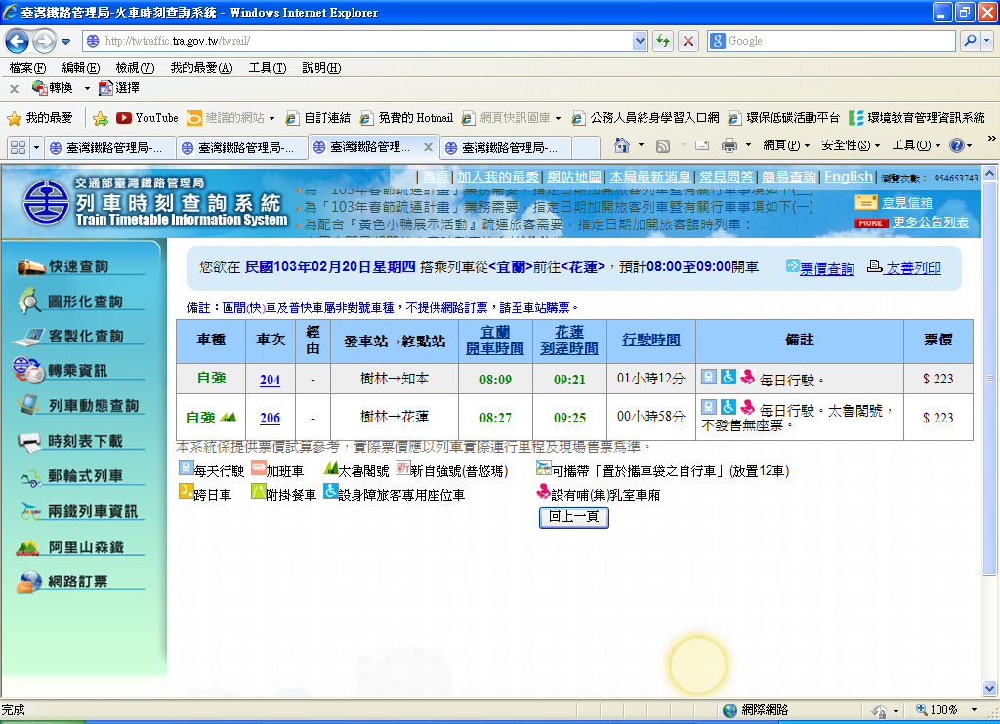 臺灣鐵路管理局-火車時刻查詢系統 - Windows Internet Explorer
http://twtraffic.tra.gov.tw/twrail/
Google
檔案(F) 編輯(E) 檢視(V) 我的最愛(A) 工具(T) 說明(H)
x 轉換 選擇
我的最愛 YouTube 建議的網站 自訂連結 免費的 Hotmail 網頁快訊圖庫 公務人員終身學習入口網 環保低碳活動平台 環境教育管理資訊系統
臺灣鐵路管理局-... 臺灣鐵路管理局-... 臺灣鐵路管理... x 臺灣鐵路管理局-... 網頁(P) 安全性(S) 工具(O)
交通部臺灣鐵路管理局
列車時刻查詢系統
Train Timetable Information System
| 首頁 | 加入我的最愛 | 網站地圖 | 本局最新消息 | 常見問答 | 簡易查詢 | English | 瀏覽次數： 954653743
為「103年春節疏運計畫」業務需要，指定日期加開旅客列車暨有關行車事項如下(二)
為「103年春節疏運計畫」業務需要，指定日期加開旅客列車暨有關行車事項如下(一)
為配合『黃色小鴨展示活動』疏運旅客需要，指定日期加開旅客臨時列車：
意見信箱
MORE 更多公告列表
快速查詢
圖形化查詢
客製化查詢
轉乘資訊
列車動態查詢
時刻表下載
郵輪式列車
兩鐵列車資訊
阿里山森鐵
網路訂票
您欲在 民國103年02月20日星期四 搭乘列車從<宜蘭>前往<花蓮>，預計08:00至09:00開車 票價查詢 友善列印
備註：區間(快)車及普快車屬非對號車種，不提供網路訂票，請至車站購票。
車種 車次 經由 發車站→終點站 宜蘭開車時間 花蓮到達時間 行駛時間 備註 票價
自強 204 - 樹林→知本 08:09 09:21 01小時12分 每日行駛。 $ 223
自強 206 - 樹林→花蓮 08:27 09:25 00小時58分 每日行駛。太魯閣號，不發售無座票。 $ 223
本系統係提供票價試算參考，實際票價應以列車實際運行里程及現場售票為準。
每天行駛 加班車 太魯閣號 新 新自強號(普悠瑪) 可攜帶「置於攜車袋之自行車」(放置12車)
跨日車 附掛餐車 設身障旅客專用座位車 設有哺(集)乳室車廂
回上一頁
完成 網際網路 100%